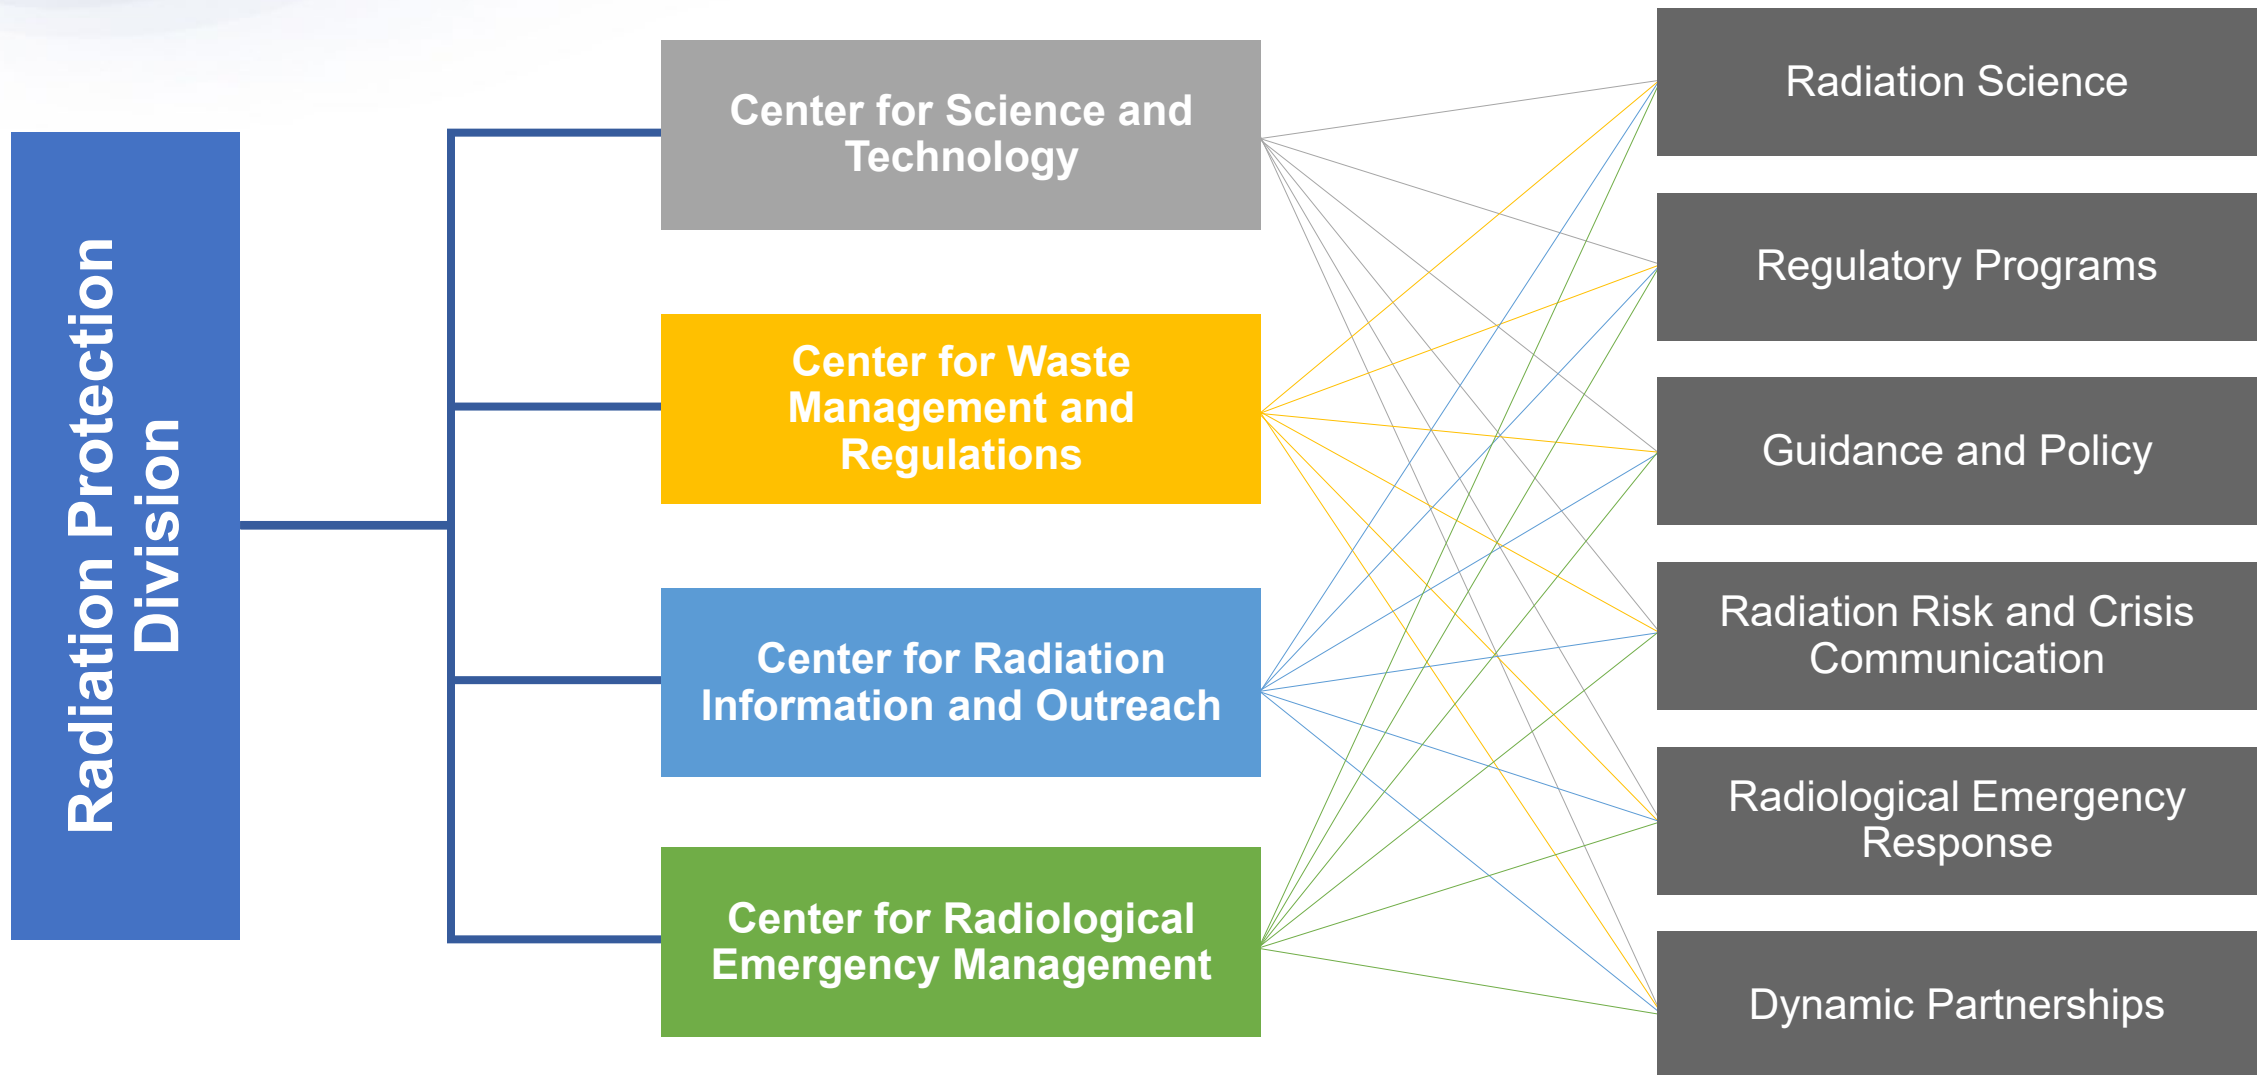 Radiation Protection
Division
Center for Science and
Technology
Center for Waste
Management and
Regulations
Center for Radiation
Information and Outreach
Center for Radiological
Emergency Management
Radiation Science
Regulatory Programs
Guidance and Policy
Radiation Risk and Crisis
Communication
Radiological Emergency
Response
Dynamic Partnerships